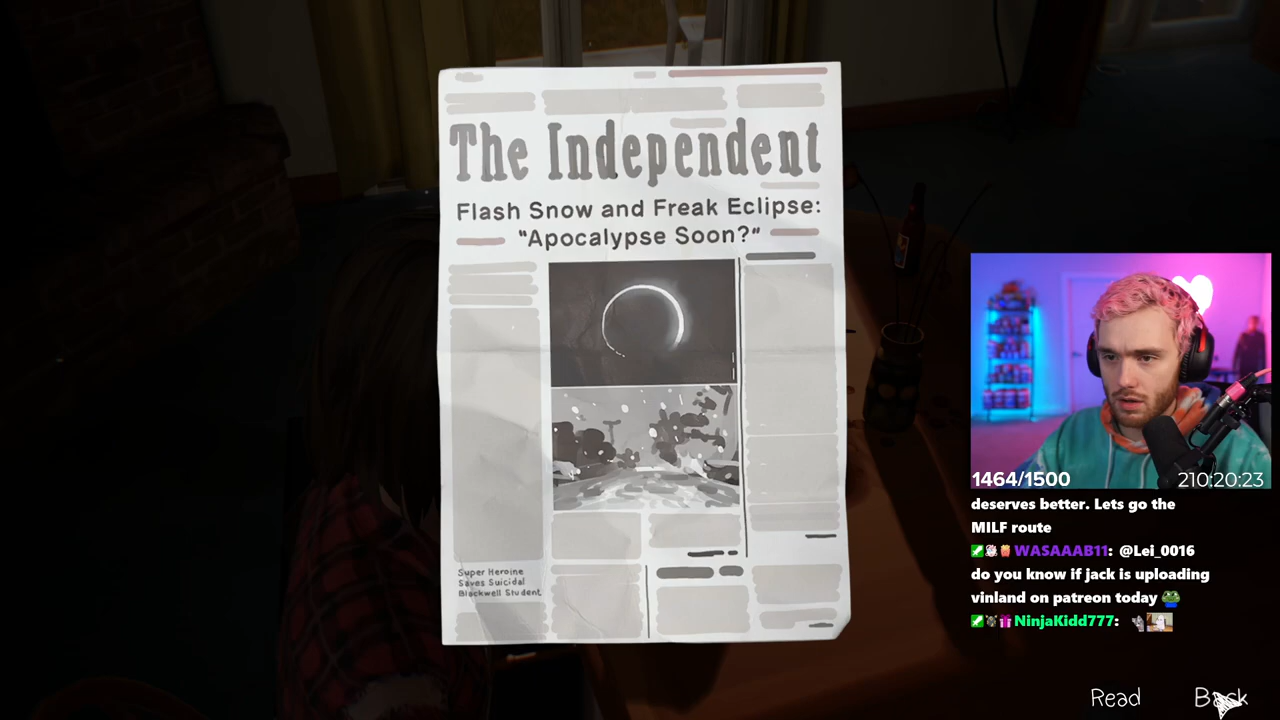 The Independent
Flash Snow and Freak Eclipse:
"Apocalypse Soon?"
Super Heroine
Saves Suicidal
Blackwell Student
1464/1500
210:20:23
deserves better. Lets go the
MILF route
WASAAAB11: @Lei_0016
do you know if jack is uploading
vinland on patreon today
NinjaKidd777:
Read
Back